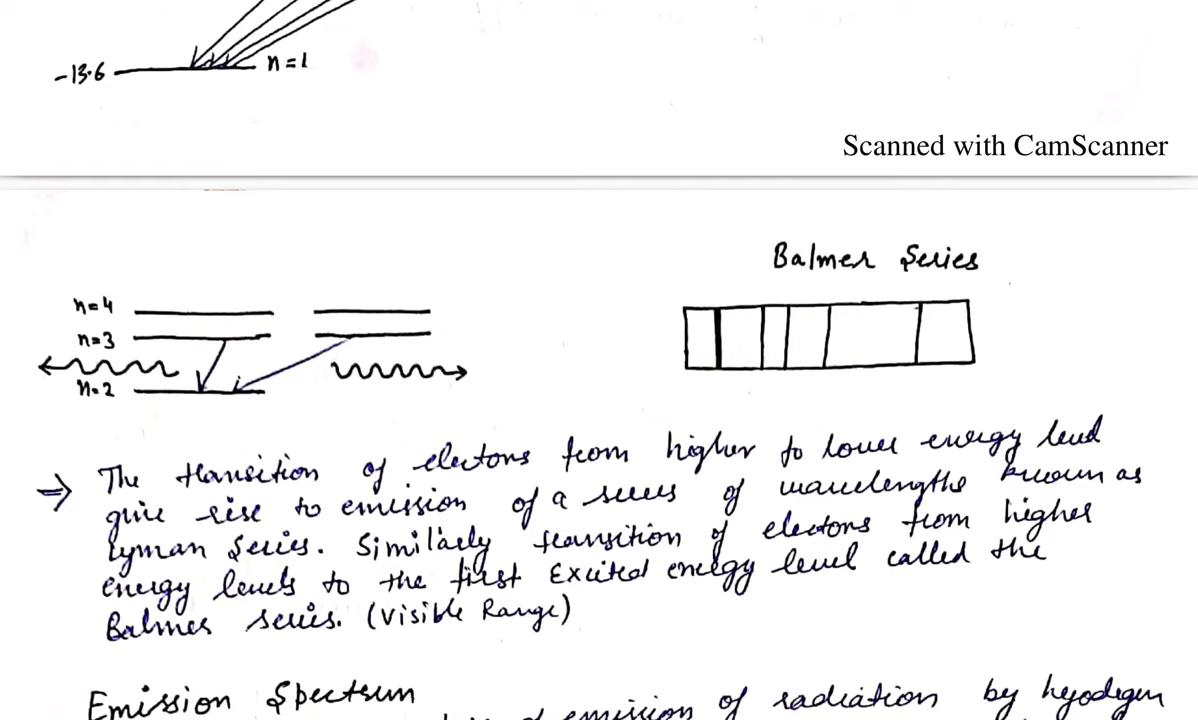 -13.6
n=1
Scanned with CamScanner
Balmer Series
n=4
n=3
n=2
⇒ The transition of electons from higher to lower energy level
give rise to emission of a series of wavelengths known as
Lyman Series. Similarly transition of electons from higher
energy levels to the first Excited energy level called the
Balmer series. (Visible Range)
Emission Spectrum
of emission of radiation by hyodigen